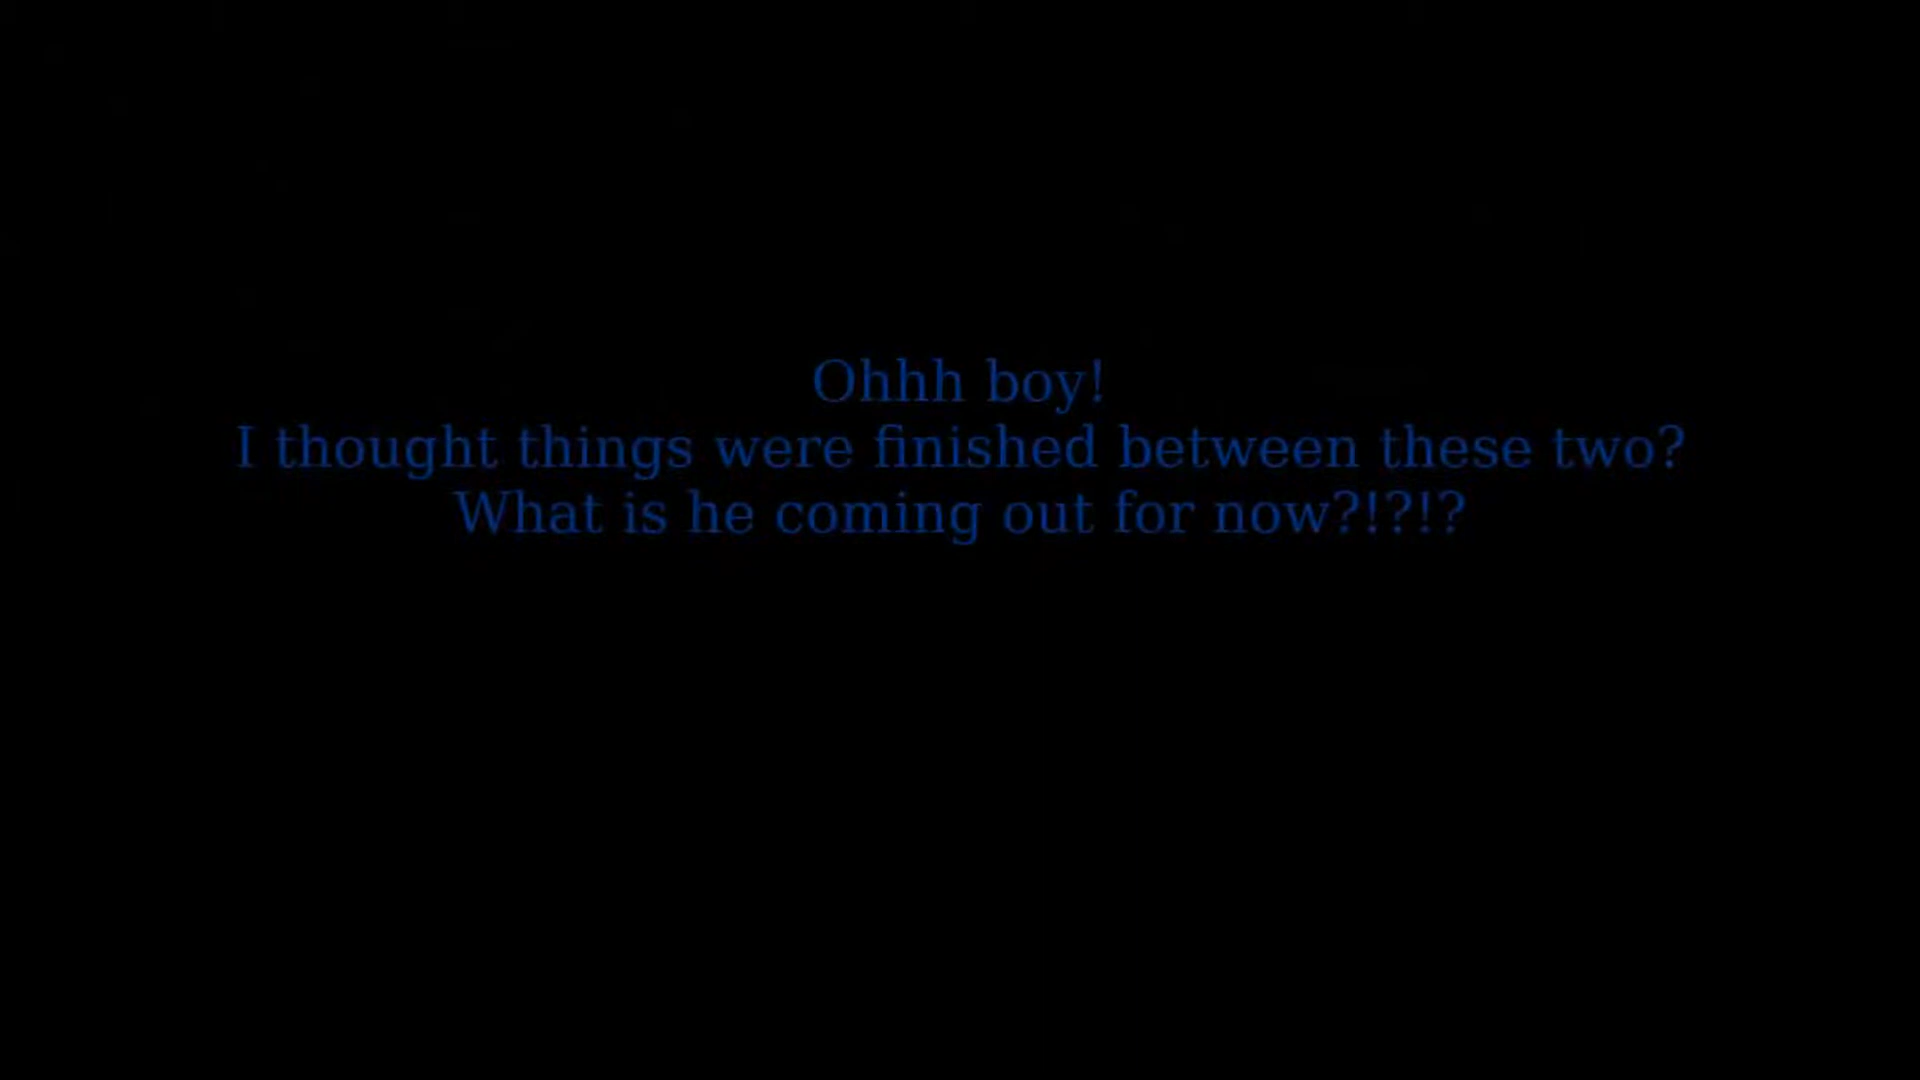 Ohhh boy!
I thought things were finished between these two?
What is he coming out for now?!?!?